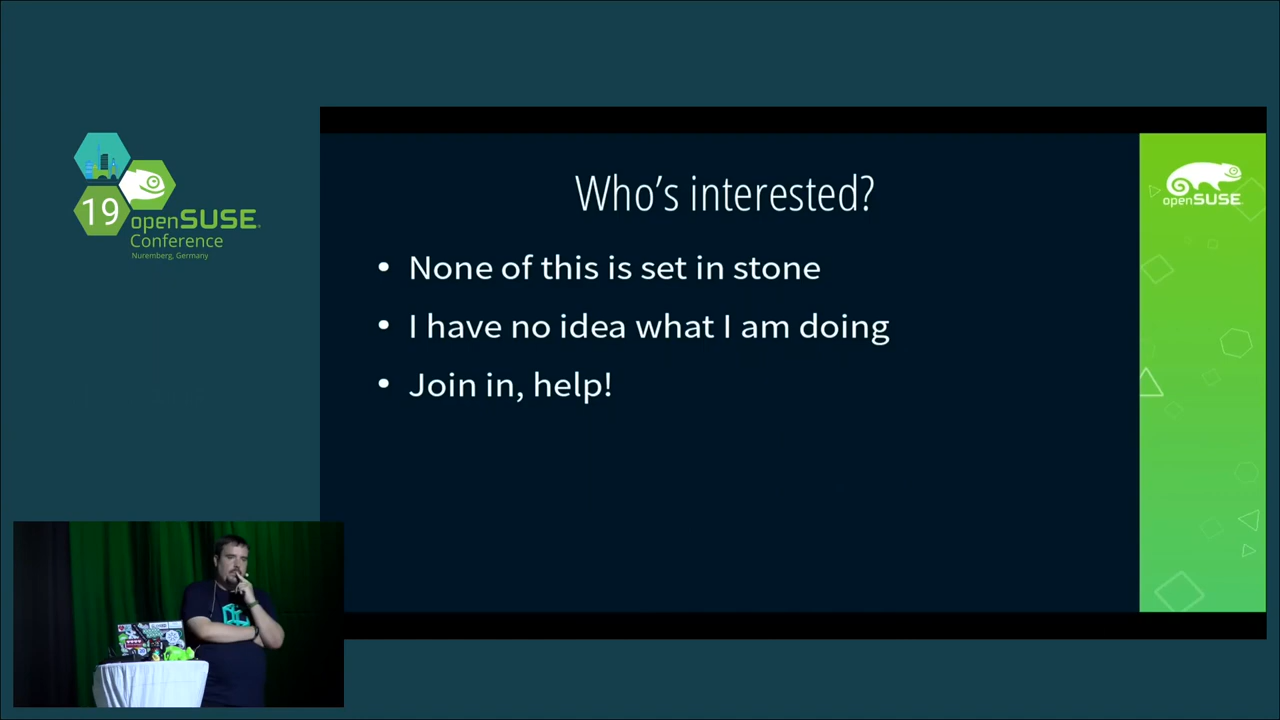 19
openSUSE
Conference
Nuremberg, Germany
Who's interested?
• None of this is set in stone
• I have no idea what I am doing
• Join in, help!
openSUSE